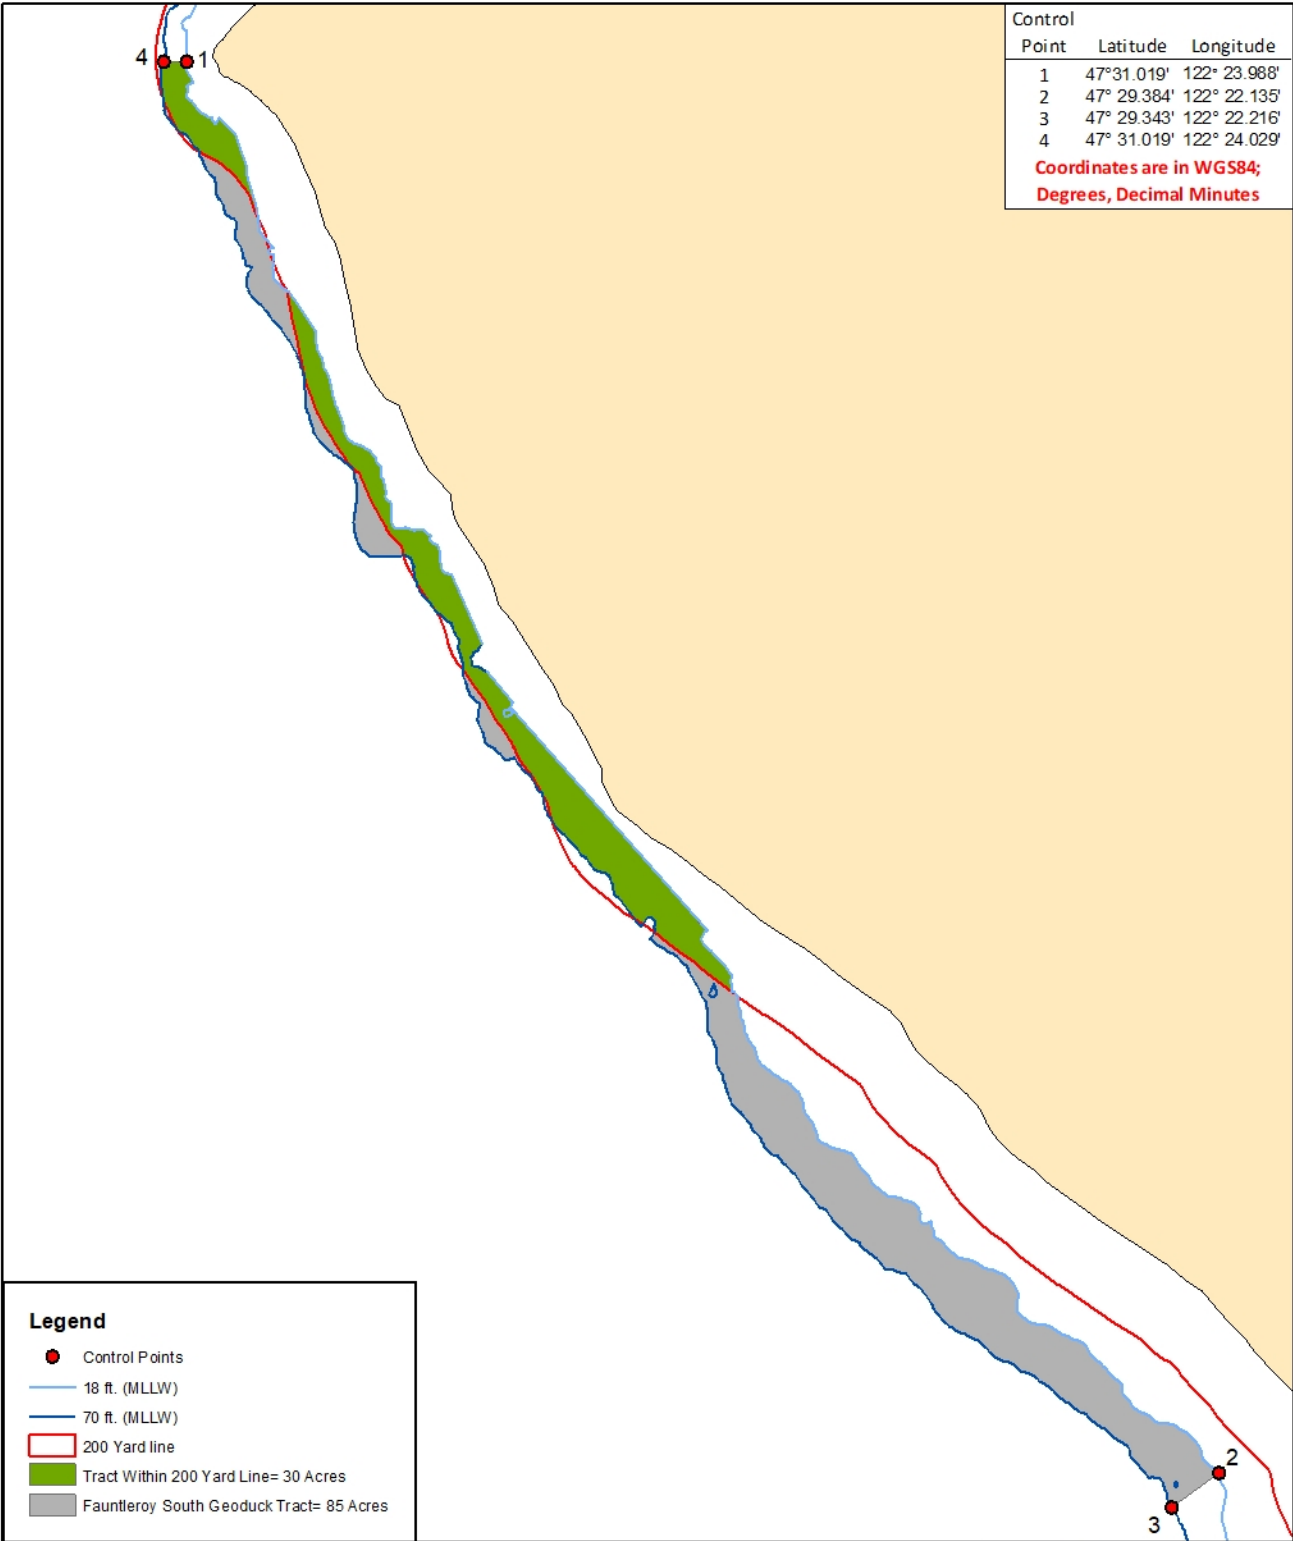 4
1
Control
Point Latitude Longitude
1 47°31.019' 122° 23.988'
2 47° 29.384' 122° 22.135'
3 47° 29.343' 122° 22.216'
4 47° 31.019' 122° 24.029'
Coordinates are in WGS84;
Degrees, Decimal Minutes
Legend
Control Points
18 ft. (MLLW)
70 ft. (MLLW)
200 Yard line
Tract Within 200 Yard Line= 30 Acres
Fauntleroy South Geoduck Tract= 85 Acres
2
3